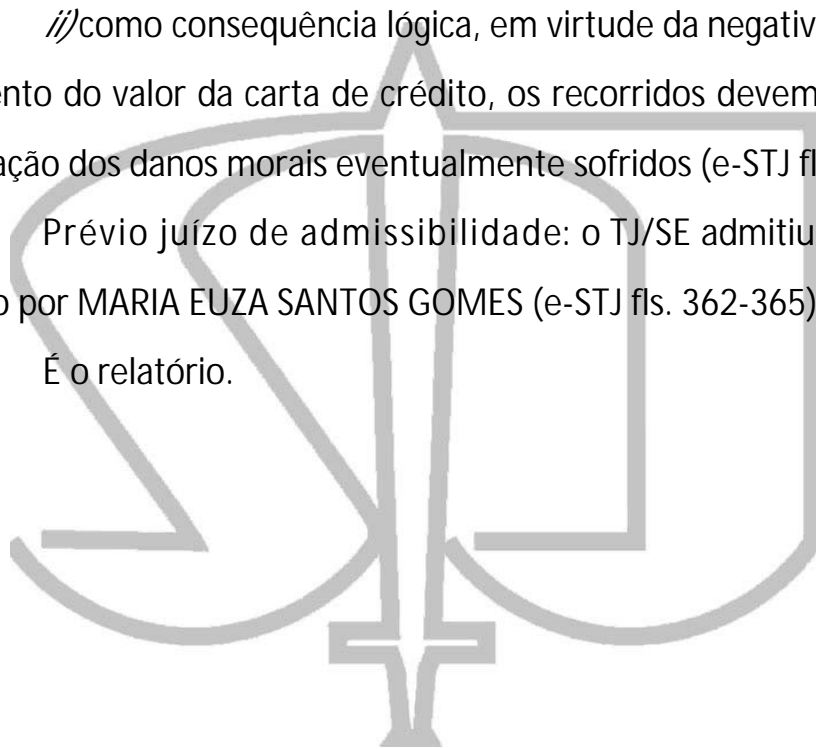 ii)como consequência lógica, em virtude da negativ
ento do valor da carta de crédito, os recorridos devem
ação dos danos morais eventualmente sofridos (e-STJ fl
Prévio juízo de admissibilidade: o TJ/SE admitiu
o por MARIA EUZA SANTOS GOMES (e-STJ fls. 362-365)
É o relatório.